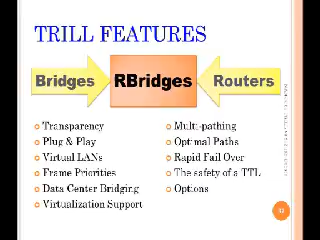 TRILL FEATURES
Bridges
RBridges
Routers
Transparency
Plug & Play
Virtual LANs
Frame Priorities
Data Center Bridging
Virtualization Support
Multi-pathing
Optimal Paths
Rapid Fail Over
The safety of a TTL
Options